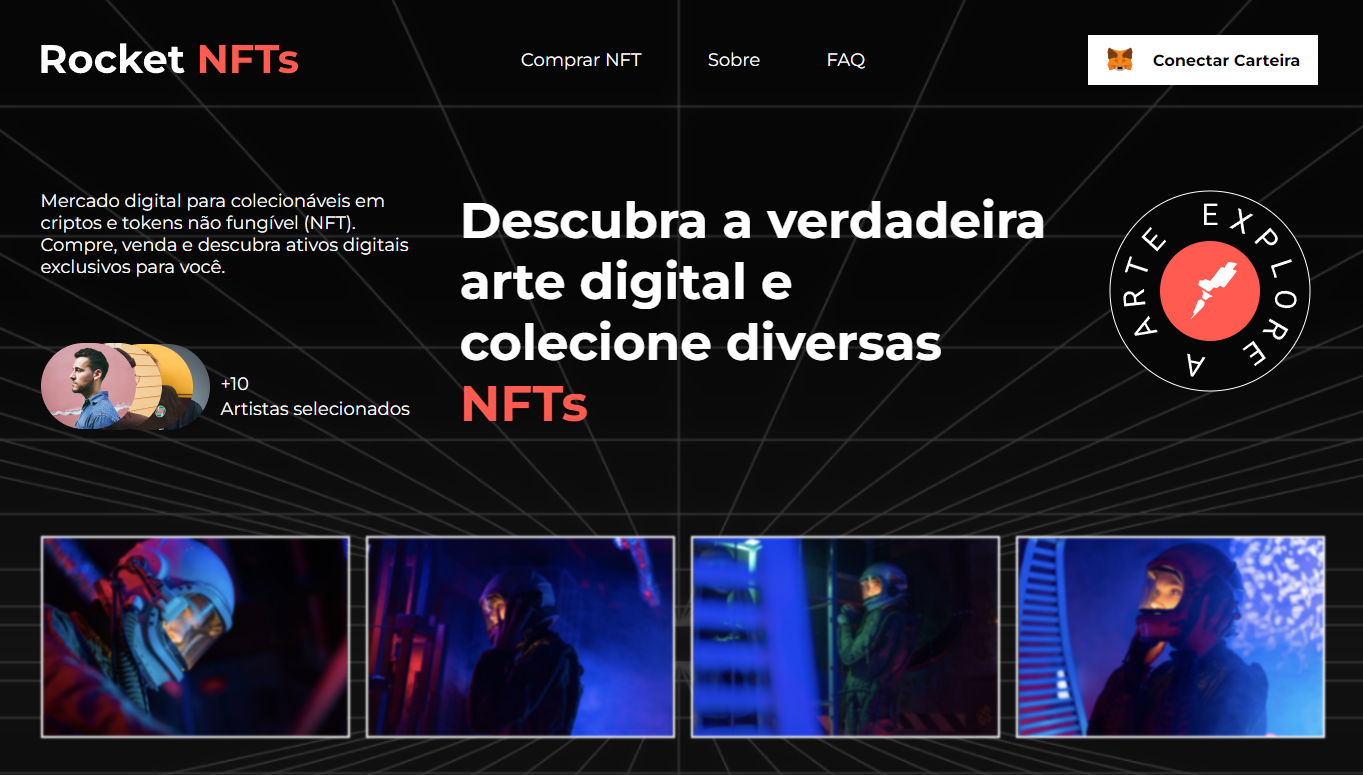 Rocket NFTs
Comprar NFT
Sobre
FAQ
Conectar Carteira
Mercado digital para colecionáveis em
criptos e tokens não fungível (NFT).
Compre, venda e descubra ativos digitais
exclusivos para você.
+10
Artistas selecionados
Descubra a verdadeira
arte digital e
colecione diversas
NFTs
EXPLORE A ARTE